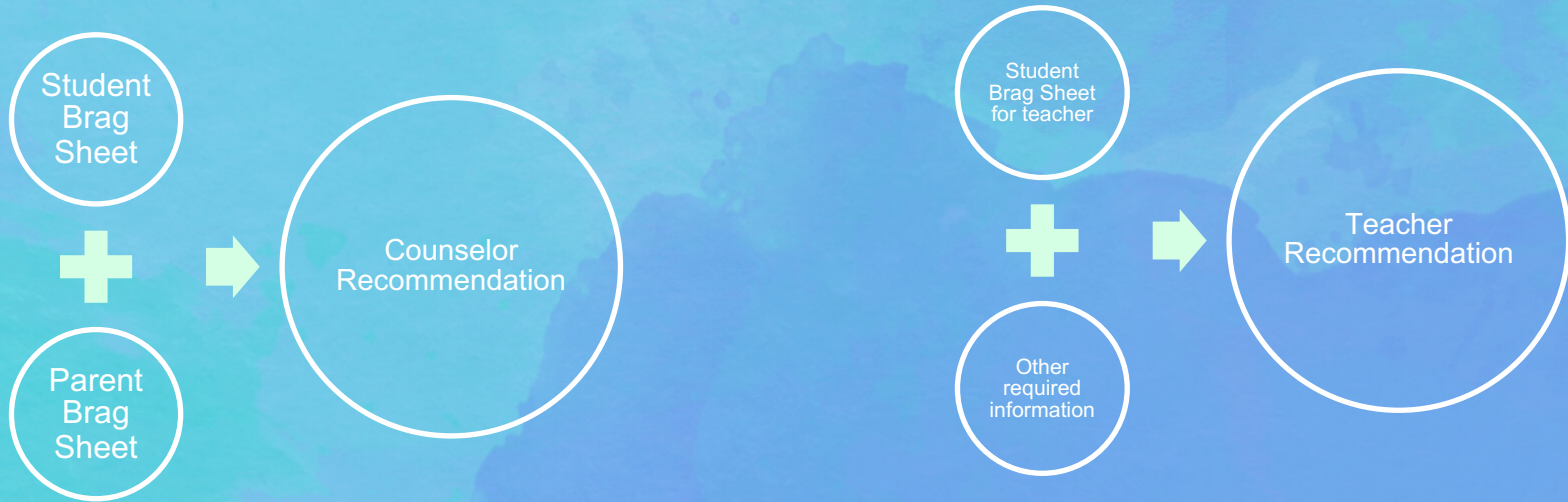 Student
Brag
Sheet
Parent
Brag
Sheet
Counselor
Recommendation
Student
Brag Sheet
for teacher
Other
required
information
Teacher
Recommendation